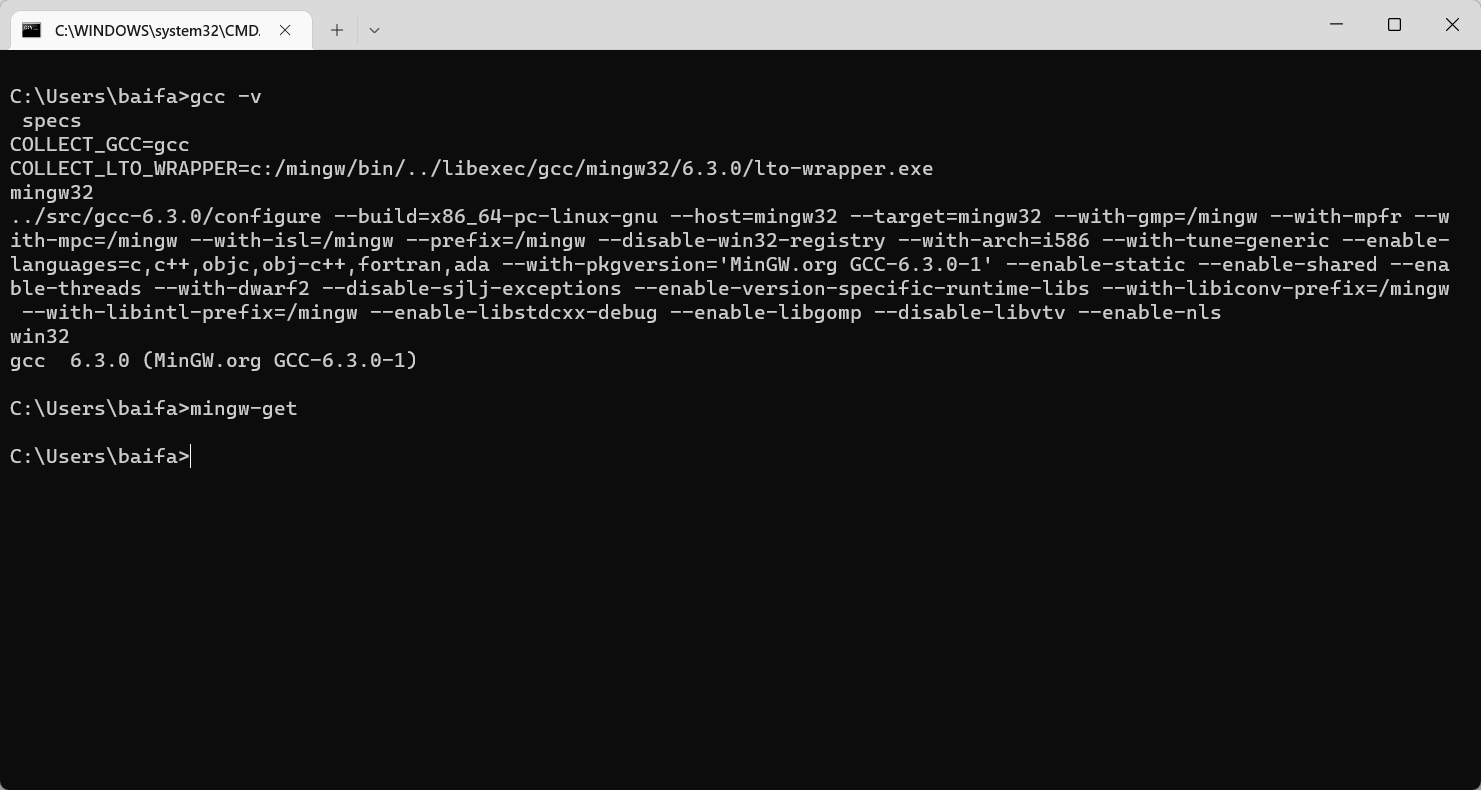 C:\WINDOWS\system32\CMD.
C:\Users\baifa>gcc -v
 specs
COLLECT_GCC=gcc
COLLECT_LTO_WRAPPER=c:/mingw/bin/../libexec/gcc/mingw32/6.3.0/lto-wrapper.exe
mingw32
../src/gcc-6.3.0/configure --build=x86_64-pc-linux-gnu --host=mingw32 --target=mingw32 --with-gmp=/mingw --with-mpfr --w
ith-mpc=/mingw --with-isl=/mingw --prefix=/mingw --disable-win32-registry --with-arch=i586 --with-tune=generic --enable-
languages=c,c++,objc,obj-c++,fortran,ada --with-pkgversion='MinGW.org GCC-6.3.0-1' --enable-static --enable-shared --ena
ble-threads --with-dwarf2 --disable-sjlj-exceptions --enable-version-specific-runtime-libs --with-libiconv-prefix=/mingw
 --with-libintl-prefix=/mingw --enable-libstdcxx-debug --enable-libgomp --disable-libvtv --enable-nls
win32
gcc  6.3.0 (MinGW.org GCC-6.3.0-1)
C:\Users\baifa>mingw-get
C:\Users\baifa>